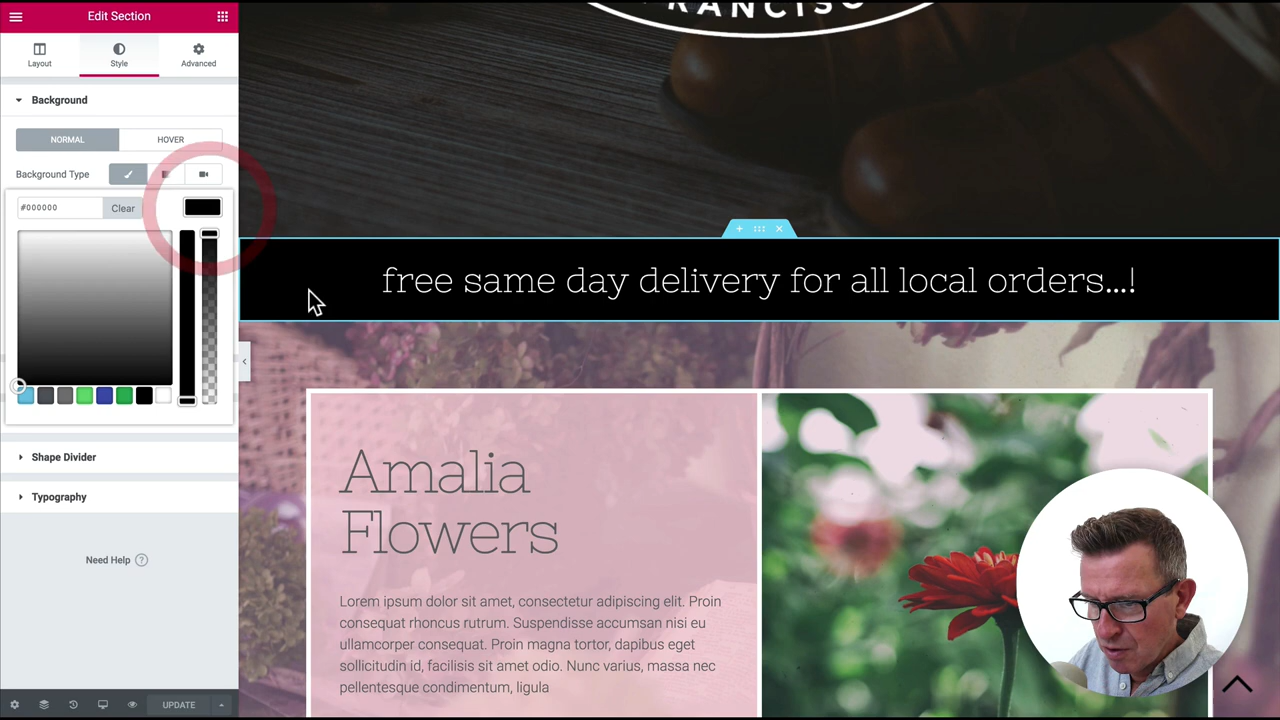 Edit Section
Layout
Style
Advanced
Background
NORMAL
HOVER
Background Type
#000000
Clear
Shape Divider
Typography
Need Help ?
UPDATE
RANCISC
free same day delivery for all local orders...!
Amalia
Flowers
Lorem ipsum dolor sit amet, consectetur adipiscing elit. Proin
consequat rhoncus rutrum. Suspendisse accumsan nisi eu
ullamcorper consequat. Proin magna tortor, dapibus eget
sollicitudin id, facilisis sit amet odio. Nunc varius, massa nec
pellentesque condimentum, ligula